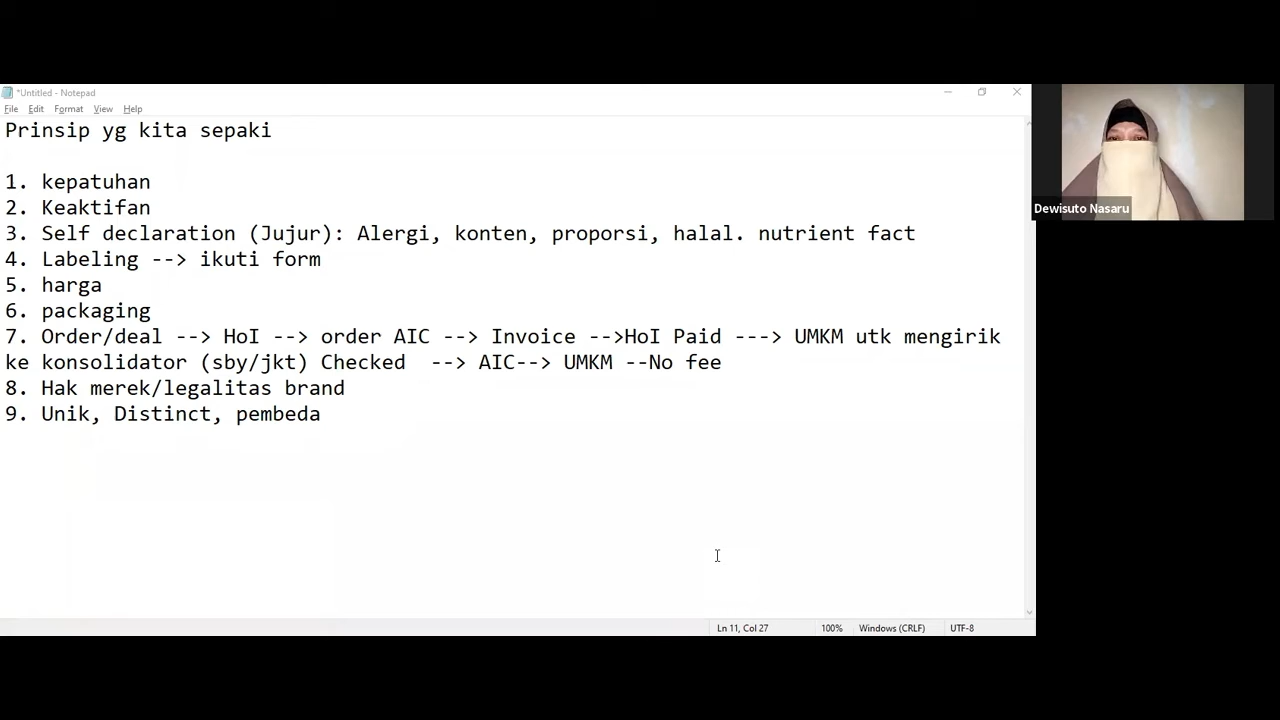 *Untitled - Notepad
File Edit Format View Help
Prinsip yg kita sepaki
1. kepatuhan
2. Keaktifan
3. Self declaration (Jujur): Alergi, konten, proporsi, halal. nutrient fact
4. Labeling --> ikuti form
5. harga
6. packaging
7. Order/deal --> HoI --> order AIC --> Invoice -->HoI Paid ---> UMKM utk mengirik
ke konsolidator (sby/jkt) Checked  --> AIC--> UMKM --No fee
8. Hak merek/legalitas brand
9. Unik, Distinct, pembeda
Dewisuto Nasaru
Ln 11, Col 27 100% Windows (CRLF) UTF-8